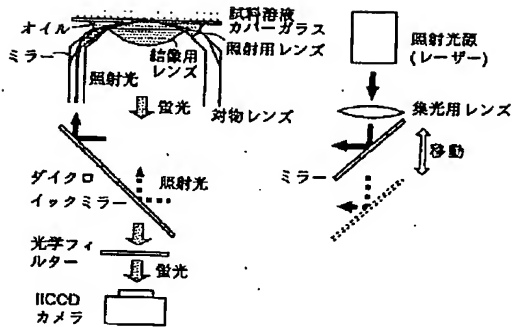 試料溶液
オイル
カバーガラス
照射用レンズ
ミラー
結像用
レンズ
照射光
蛍光
対物レンズ
ダイクロ
イックミラー
照射光
光学フィ
ルター
蛍光
IICCD
カメラ
照射光源
(レーザー)
集光用レンズ
移動
ミラー